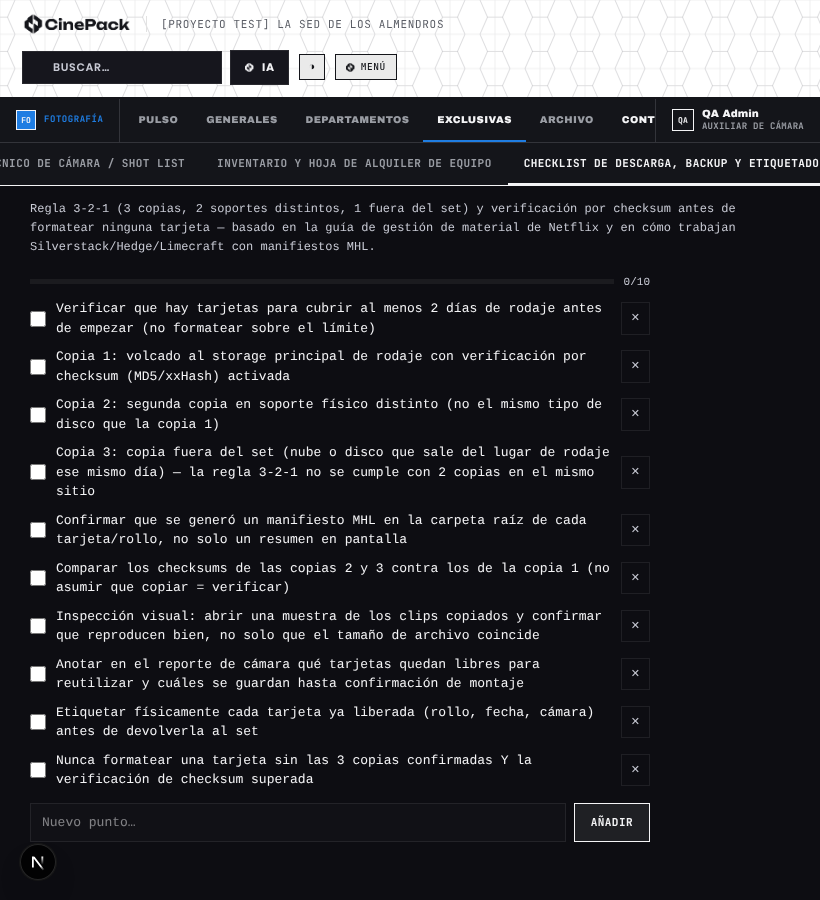 CinePack
[PROYECTO TEST] LA SED DE LOS ALMENDROS
BUSCAR…
IA
MENÚ
FO
FOTOGRAFÍA
PULSO
GENERALES
DEPARTAMENTOS
EXCLUSIVAS
ARCHIVO
CONT
QA
QA Admin
AUXILIAR DE CÁMARA
CNICO DE CÁMARA / SHOT LIST
INVENTARIO Y HOJA DE ALQUILER DE EQUIPO
CHECKLIST DE DESCARGA, BACKUP Y ETIQUETADO
Regla 3-2-1 (3 copias, 2 soportes distintos, 1 fuera del set) y verificación por checksum antes de
formatear ninguna tarjeta — basado en la guía de gestión de material de Netflix y en cómo trabajan
Silverstack/Hedge/Limecraft con manifiestos MHL.
0/10
Verificar que hay tarjetas para cubrir al menos 2 días de rodaje antes
de empezar (no formatear sobre el límite)
×
Copia 1: volcado al storage principal de rodaje con verificación por
checksum (MD5/xxHash) activada
×
Copia 2: segunda copia en soporte físico distinto (no el mismo tipo de
disco que la copia 1)
×
Copia 3: copia fuera del set (nube o disco que sale del lugar de rodaje
ese mismo día) — la regla 3-2-1 no se cumple con 2 copias en el mismo
sitio
×
Confirmar que se generó un manifiesto MHL en la carpeta raíz de cada
tarjeta/rollo, no solo un resumen en pantalla
×
Comparar los checksums de las copias 2 y 3 contra los de la copia 1 (no
asumir que copiar = verificar)
×
Inspección visual: abrir una muestra de los clips copiados y confirmar
que reproducen bien, no solo que el tamaño de archivo coincide
×
Anotar en el reporte de cámara qué tarjetas quedan libres para
reutilizar y cuáles se guardan hasta confirmación de montaje
×
Etiquetar físicamente cada tarjeta ya liberada (rollo, fecha, cámara)
antes de devolverla al set
×
Nunca formatear una tarjeta sin las 3 copias confirmadas Y la
verificación de checksum superada
×
Nuevo punto…
AÑADIR
N